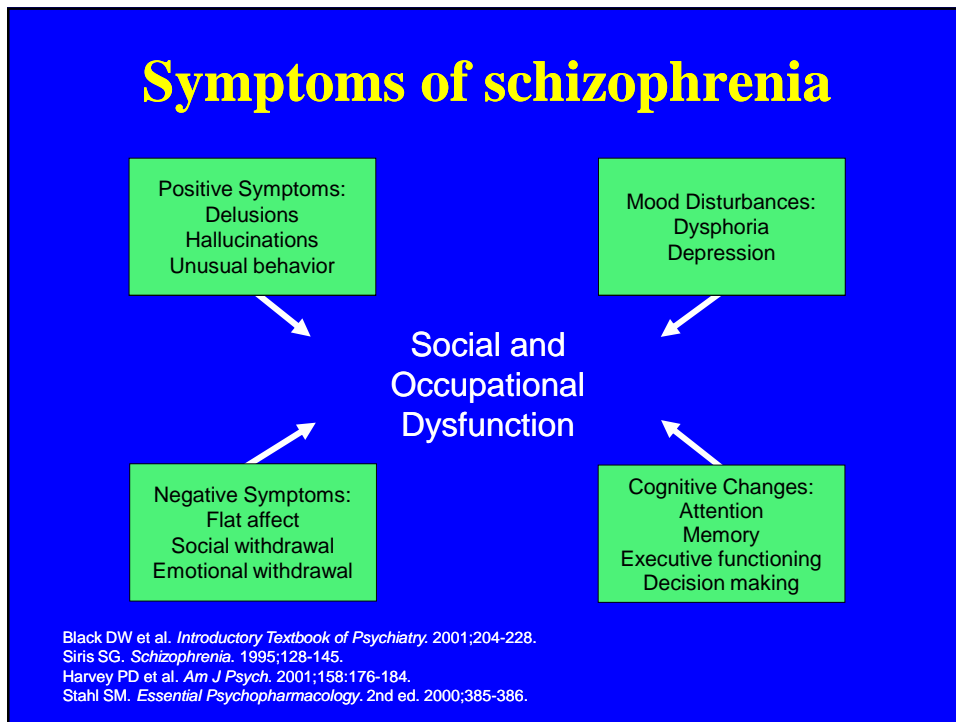 Symptoms of schizophrenia
Positive Symptoms:
Delusions
Hallucinations
Unusual behavior
Mood Disturbances:
Dysphoria
Depression
Social and
Occupational
Dysfunction
Negative Symptoms:
Flat affect
Social withdrawal
Emotional withdrawal
Cognitive Changes:
Attention
Memory
Executive functioning
Decision making
Black DW et al. Introductory Textbook of Psychiatry. 2001;204-228.
Siris SG. Schizophrenia. 1995;128-145.
Harvey PD et al. Am J Psych. 2001;158:176-184.
Stahl SM. Essential Psychopharmacology. 2nd ed. 2000;385-386.